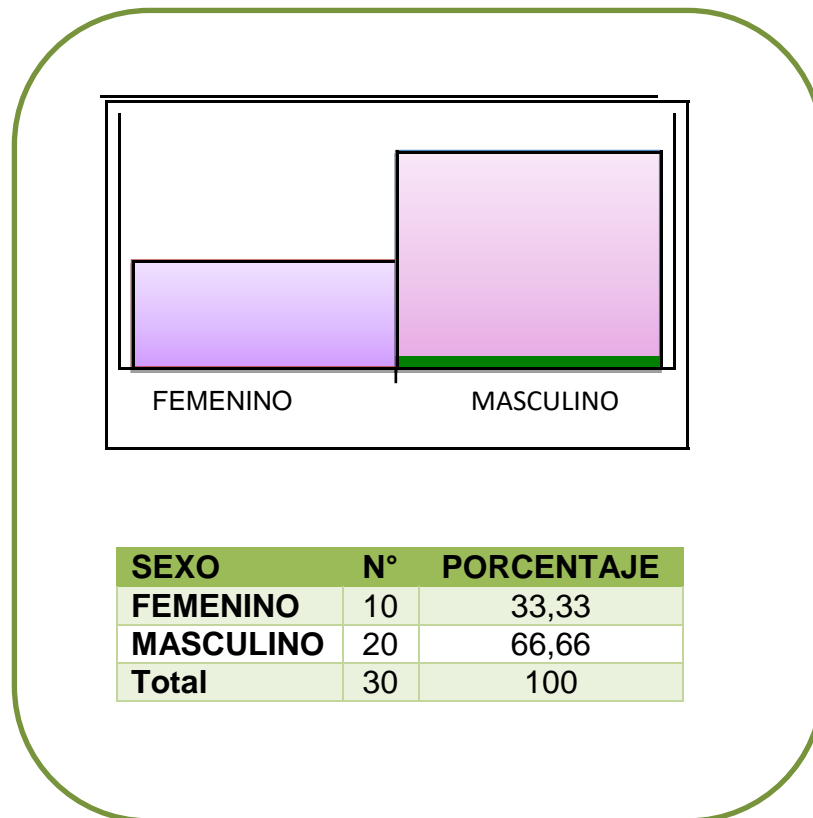 FEMENINO MASCULINO
SEXO N° PORCENTAJE
FEMENINO 10 33,33
MASCULINO 20 66,66
Total 30 100